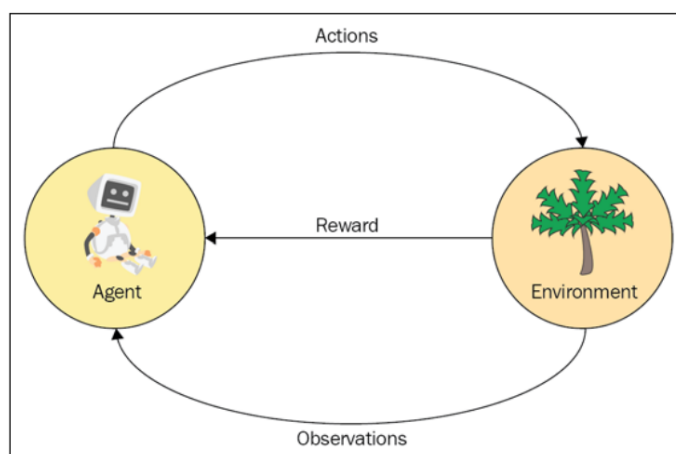 Actions
Reward
Agent
Environment
Observations